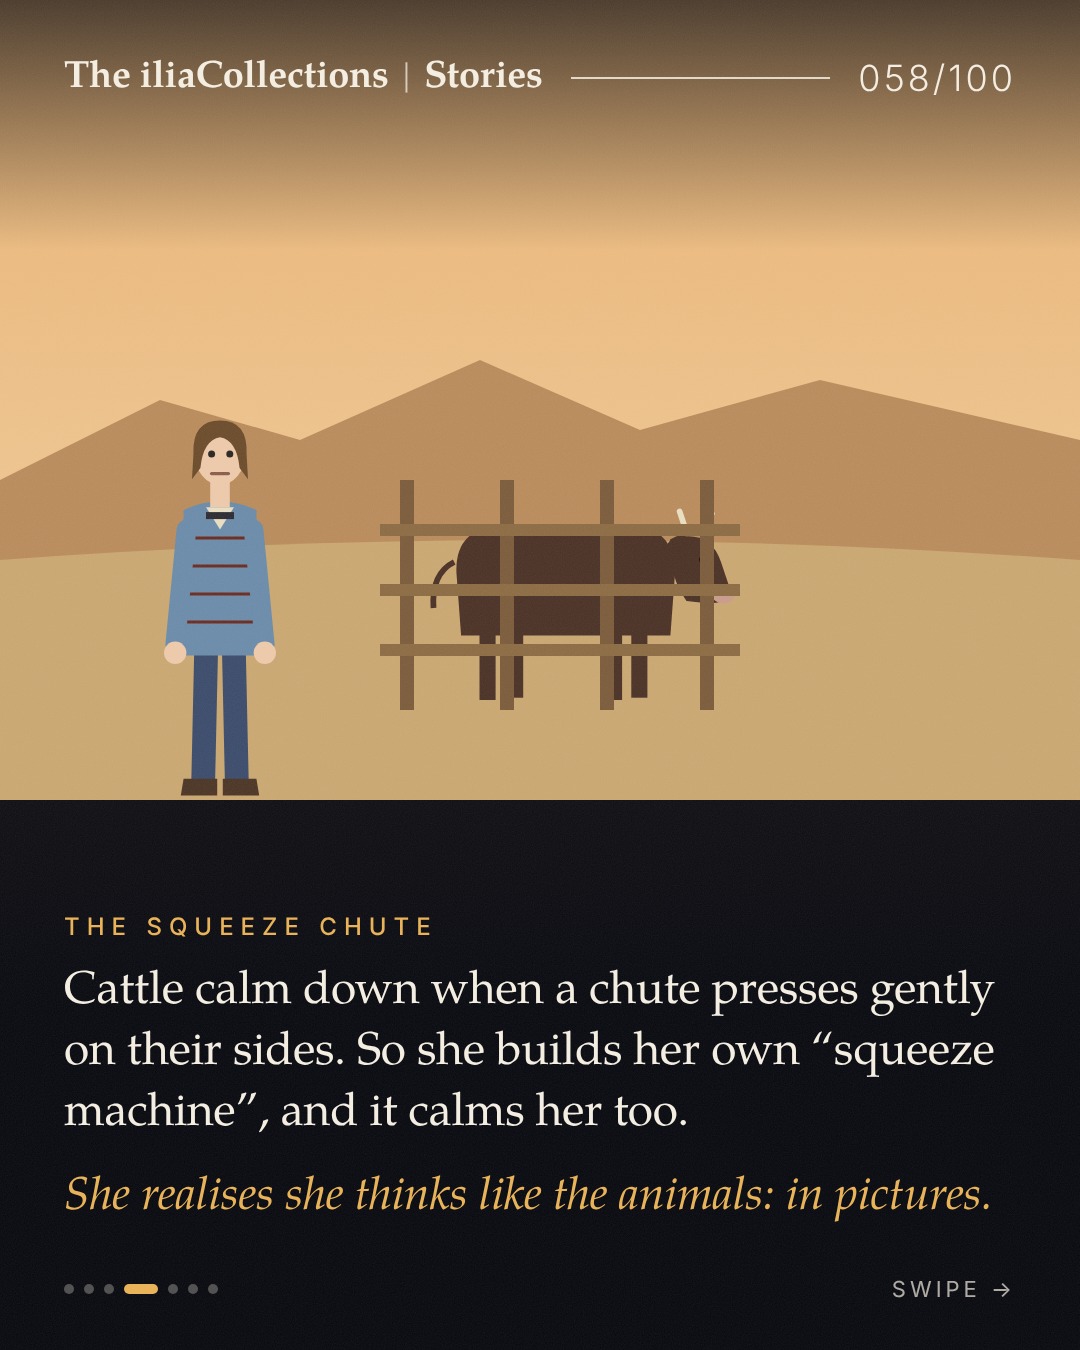 The iliaCollections | Stories
058/100
THE SQUEEZE CHUTE
Cattle calm down when a chute presses gently
on their sides. So she builds her own “squeeze
machine”, and it calms her too.
She realises she thinks like the animals: in pictures.
SWIPE →